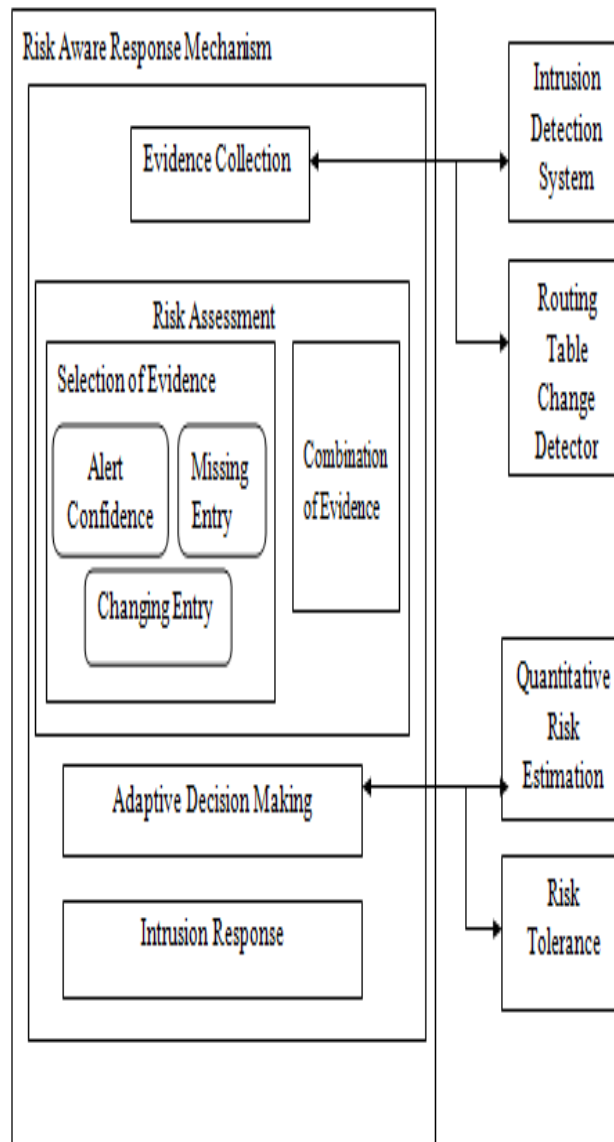 Risk Aware Response Mechanism
Evidence Collection
Risk Assessment
Selection of Evidence
Alert
Confidence
Missing
Entry
Changing Entry
Combination
of Evidence
Adaptive Decision Making
Intrusion Response
Intrusion
Detection
System
Routing
Table
Change
Detector
Quantitative
Risk
Estimation
Risk
Tolerance